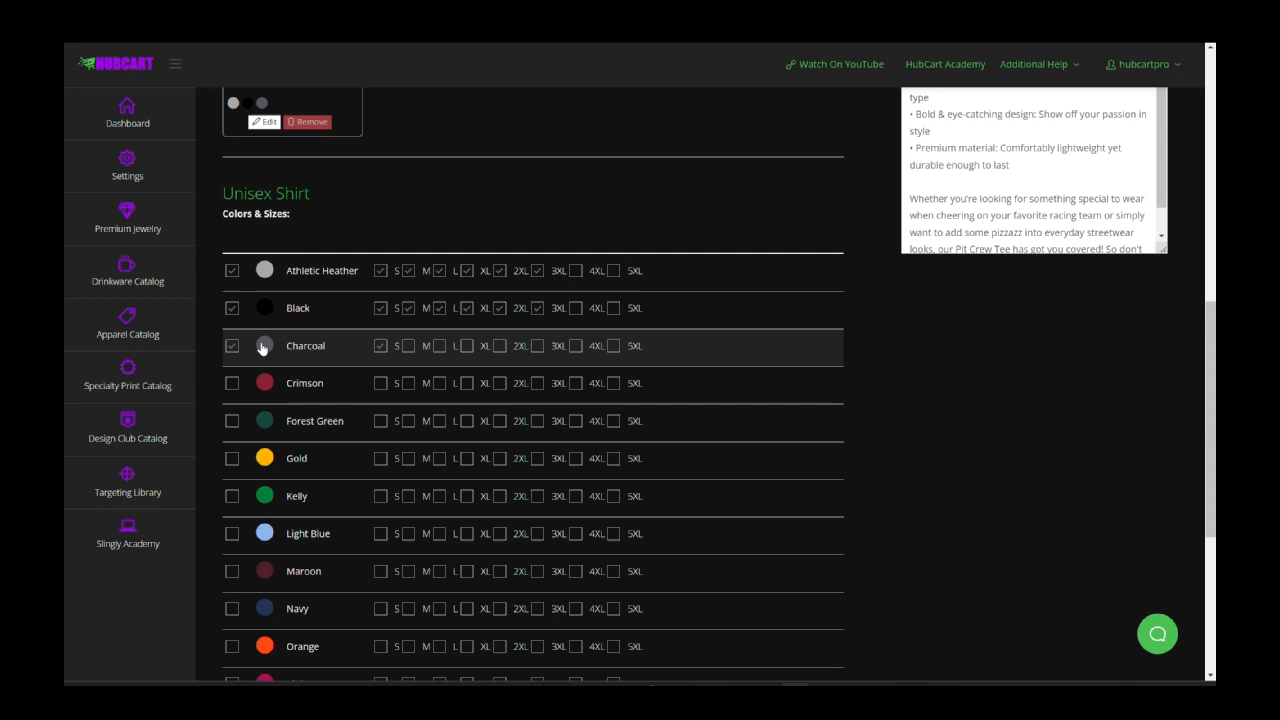 HUBCART
Watch On YouTube
HubCart Academy
Additional Help
hubcartpro
Dashboard
Settings
Premium Jewelry
Drinkware Catalog
Apparel Catalog
Specialty Print Catalog
Design Club Catalog
Targeting Library
Slingly Academy
Edit
Remove
Unisex Shirt
Colors & Sizes:
Athletic Heather S M L XL 2XL 3XL 4XL 5XL
Black S M L XL 2XL 3XL 4XL 5XL
Charcoal S M L XL 2XL 3XL 4XL 5XL
Crimson S M L XL 2XL 3XL 4XL 5XL
Forest Green S M L XL 2XL 3XL 4XL 5XL
Gold S M L XL 2XL 3XL 4XL 5XL
Kelly S M L XL 2XL 3XL 4XL 5XL
Light Blue S M L XL 2XL 3XL 4XL 5XL
Maroon S M L XL 2XL 3XL 4XL 5XL
Navy S M L XL 2XL 3XL 4XL 5XL
Orange S M L XL 2XL 3XL 4XL 5XL
type
• Bold & eye-catching design: Show off your passion in
style
• Premium material: Comfortably lightweight yet
durable enough to last
Whether you're looking for something special to wear
when cheering on your favorite racing team or simply
want to add some pizzazz into everyday streetwear
looks, our Pit Crew Tee has got you covered! So don't